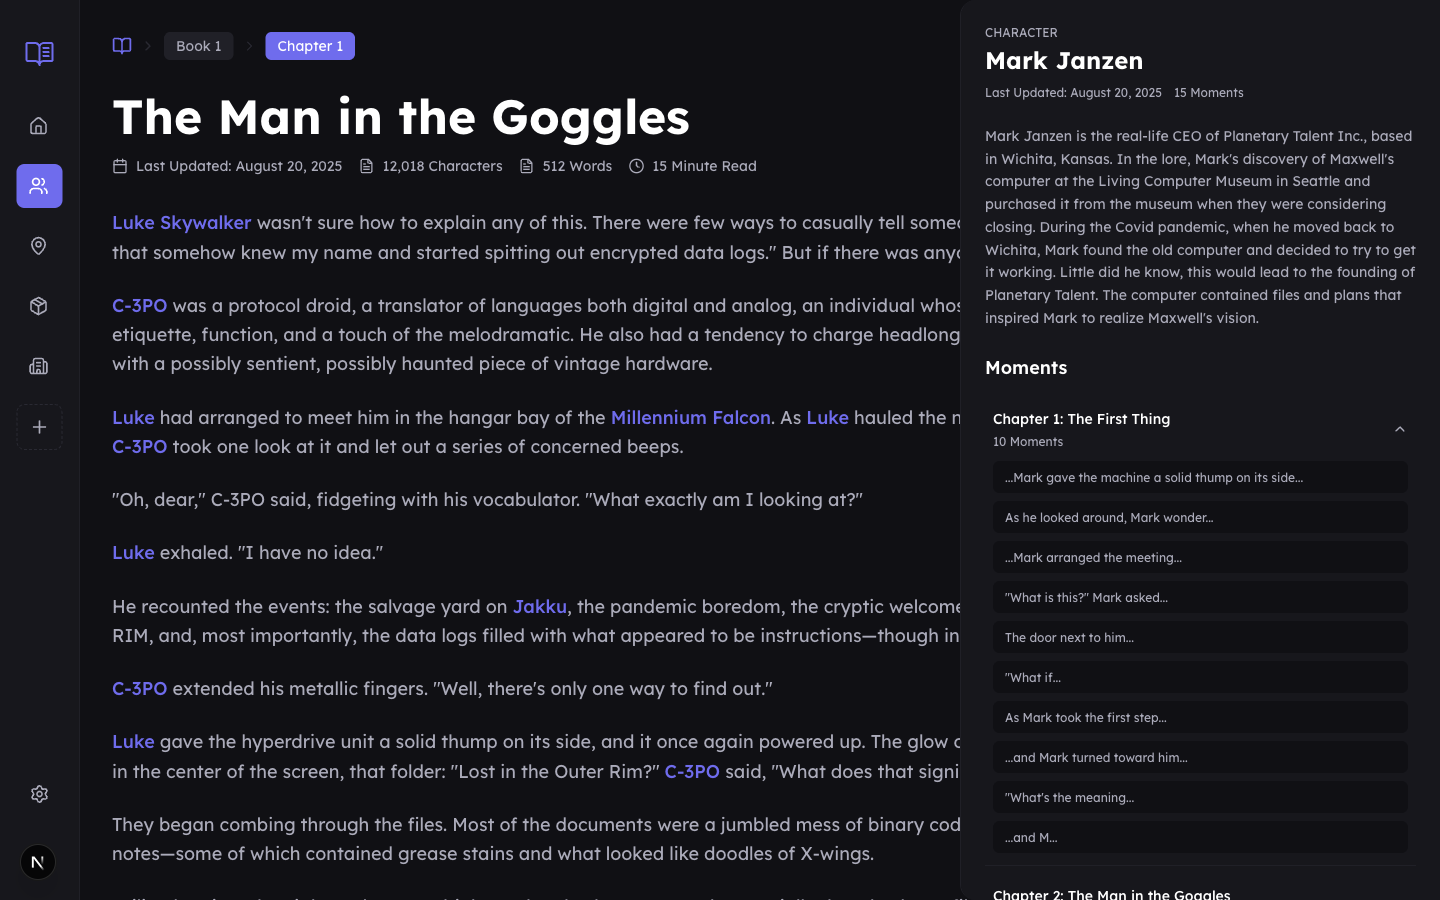 Book 1
Chapter 1
The Man in the Goggles
Last Updated: August 20, 2025 12,018 Characters 512 Words 15 Minute Read
Luke Skywalker wasn't sure how to explain any of this. There were few ways to casually tell
that somehow knew my name and started spitting out encrypted data logs." But if there was
C-3PO was a protocol droid, a translator of languages both digital and analog, an individual
etiquette, function, and a touch of the melodramatic. He also had a tendency to charge headlong
with a possibly sentient, possibly haunted piece of vintage hardware.
Luke had arranged to meet him in the hangar bay of the Millennium Falcon. As Luke hauled the
C-3PO took one look at it and let out a series of concerned beeps.
"Oh, dear," C-3PO said, fidgeting with his vocabulator. "What exactly am I looking at?"
Luke exhaled. "I have no idea."
He recounted the events: the salvage yard on Jakku, the pandemic boredom, the cryptic welcome
RIM, and, most importantly, the data logs filled with what appeared to be instructions—though in
C-3PO extended his metallic fingers. "Well, there's only one way to find out."
Luke gave the hyperdrive unit a solid thump on its side, and it once again powered up. The glow
in the center of the screen, that folder: "Lost in the Outer Rim?" C-3PO said, "What does that
They began combing through the files. Most of the documents were a jumbled mess of binary
notes—some of which contained grease stains and what looked like doodles of X-wings.
N
CHARACTER
Mark Janzen
Last Updated: August 20, 2025 15 Moments
Mark Janzen is the real-life CEO of Planetary Talent Inc., based
in Wichita, Kansas. In the lore, Mark's discovery of Maxwell's
computer at the Living Computer Museum in Seattle and
purchased it from the museum when they were considering
closing. During the Covid pandemic, when he moved back to
Wichita, Mark found the old computer and decided to try to get
it working. Little did he know, this would lead to the founding of
Planetary Talent. The computer contained files and plans that
inspired Mark to realize Maxwell's vision.
Moments
Chapter 1: The First Thing
10 Moments
...Mark gave the machine a solid thump on its side...
As he looked around, Mark wonder...
...Mark arranged the meeting...
"What is this?" Mark asked...
The door next to him...
"What if...
As Mark took the first step...
...and Mark turned toward him...
"What's the meaning...
...and M...
Chapter 2: The Man in the Goggles